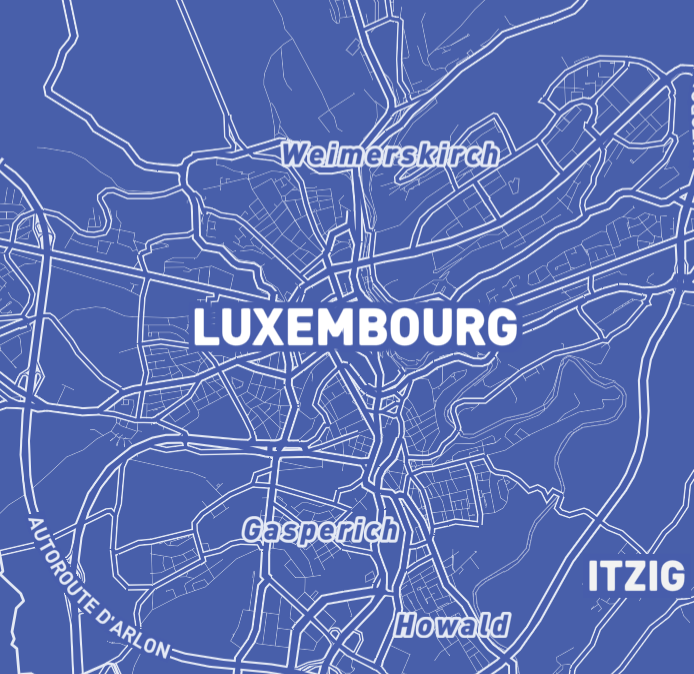 Weimerskirch
LUXEMBOURG
Gasperich
AUTOROUTE D'ARLON
ITZIG
Howald